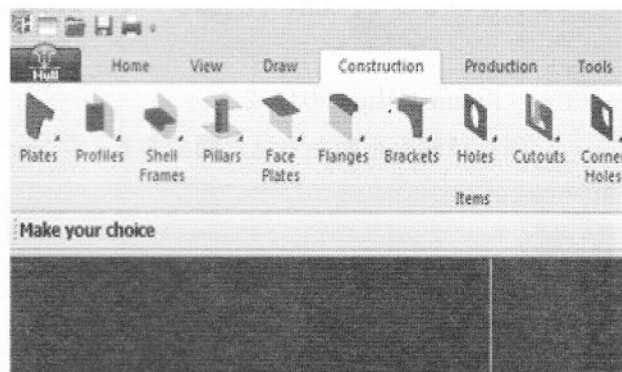 Hull
Home View Draw Construction Production Tools
Plates Profiles Shell Frames Pillars Face Plates Flanges Brackets Holes Cutouts Corner Holes
Items
Make your choice